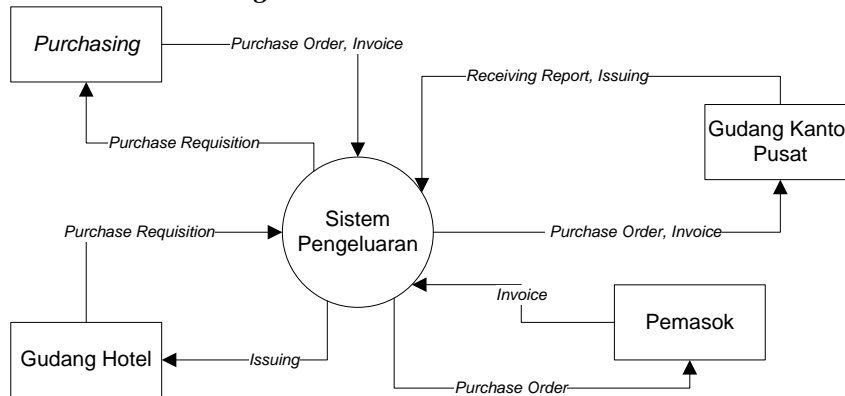 Purchasing
Purchase Order, Invoice
Receiving Report, Issuing
Gudang Kanto
Pusat
Purchase Requisition
Sistem
Pengeluaran
Purchase Requisition
Purchase Order, Invoice
Invoice
Pemasok
Gudang Hotel
Issuing
Purchase Order